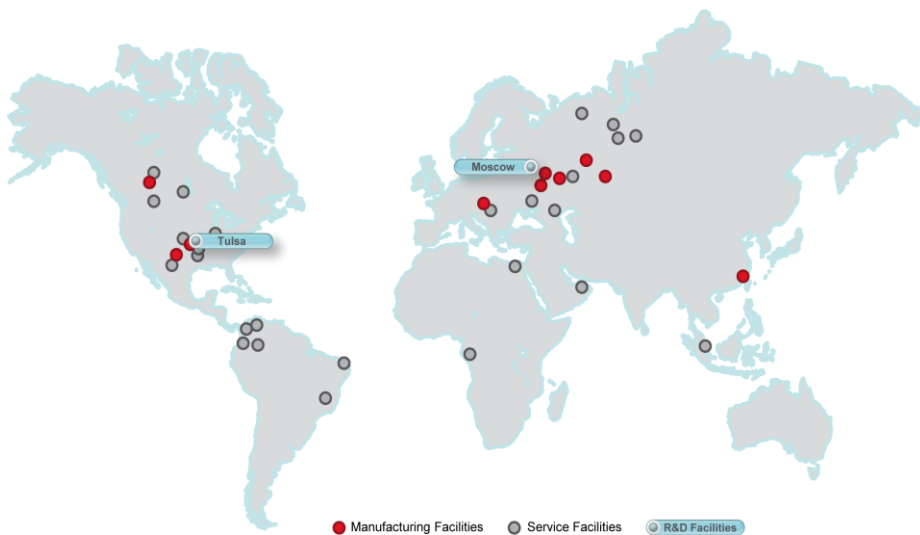 Moscow
Tulsa
Manufacturing Facilities
Service Facilities
R&D Facilities